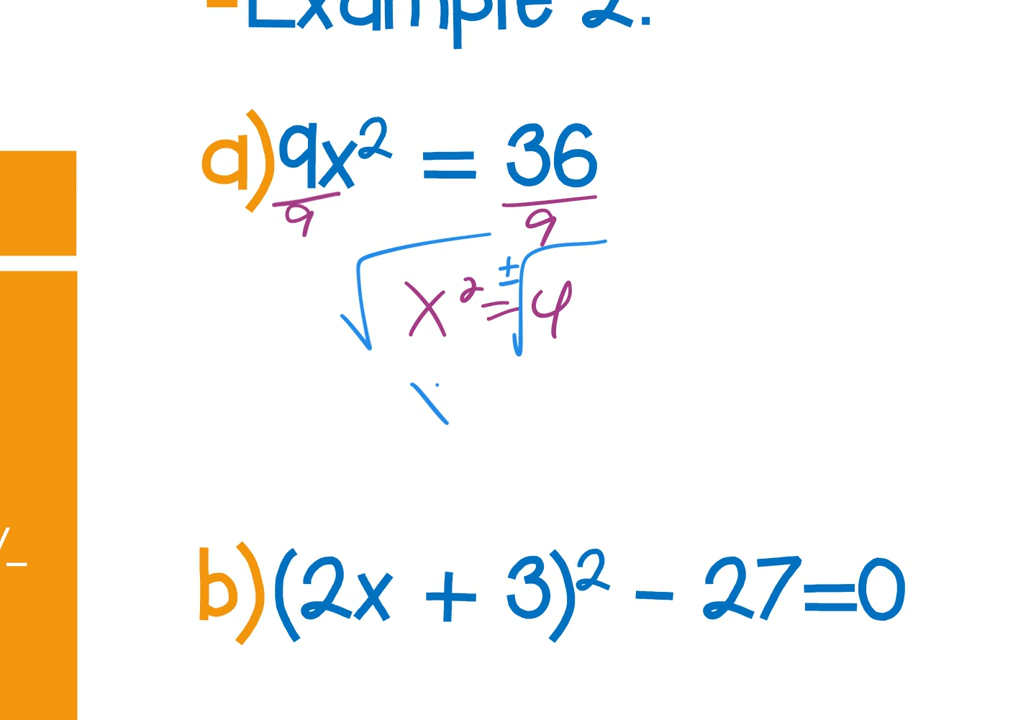 -Example 2:
a) 9x² = 36
9 9
√x² = ±√4
b) (2x + 3)² - 27=0